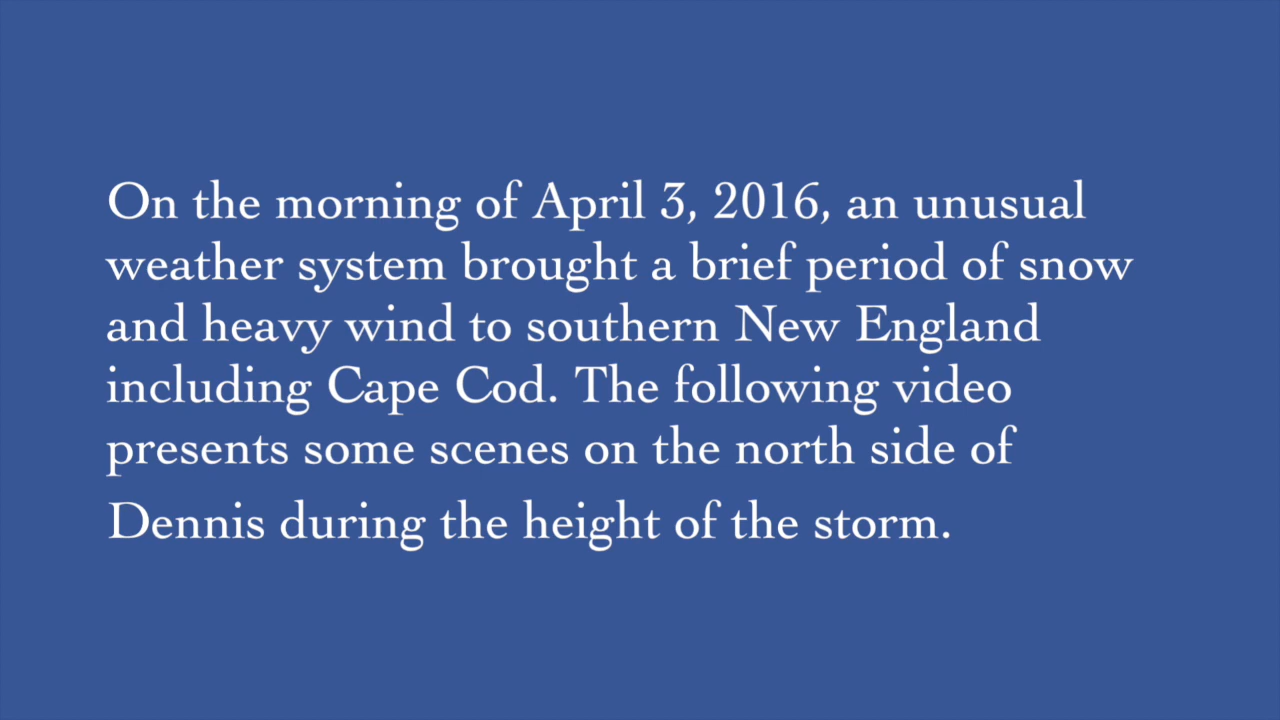 On the morning of April 3, 2016, an unusual
weather system brought a brief period of snow
and heavy wind to southern New England
including Cape Cod. The following video
presents some scenes on the north side of
Dennis during the height of the storm.